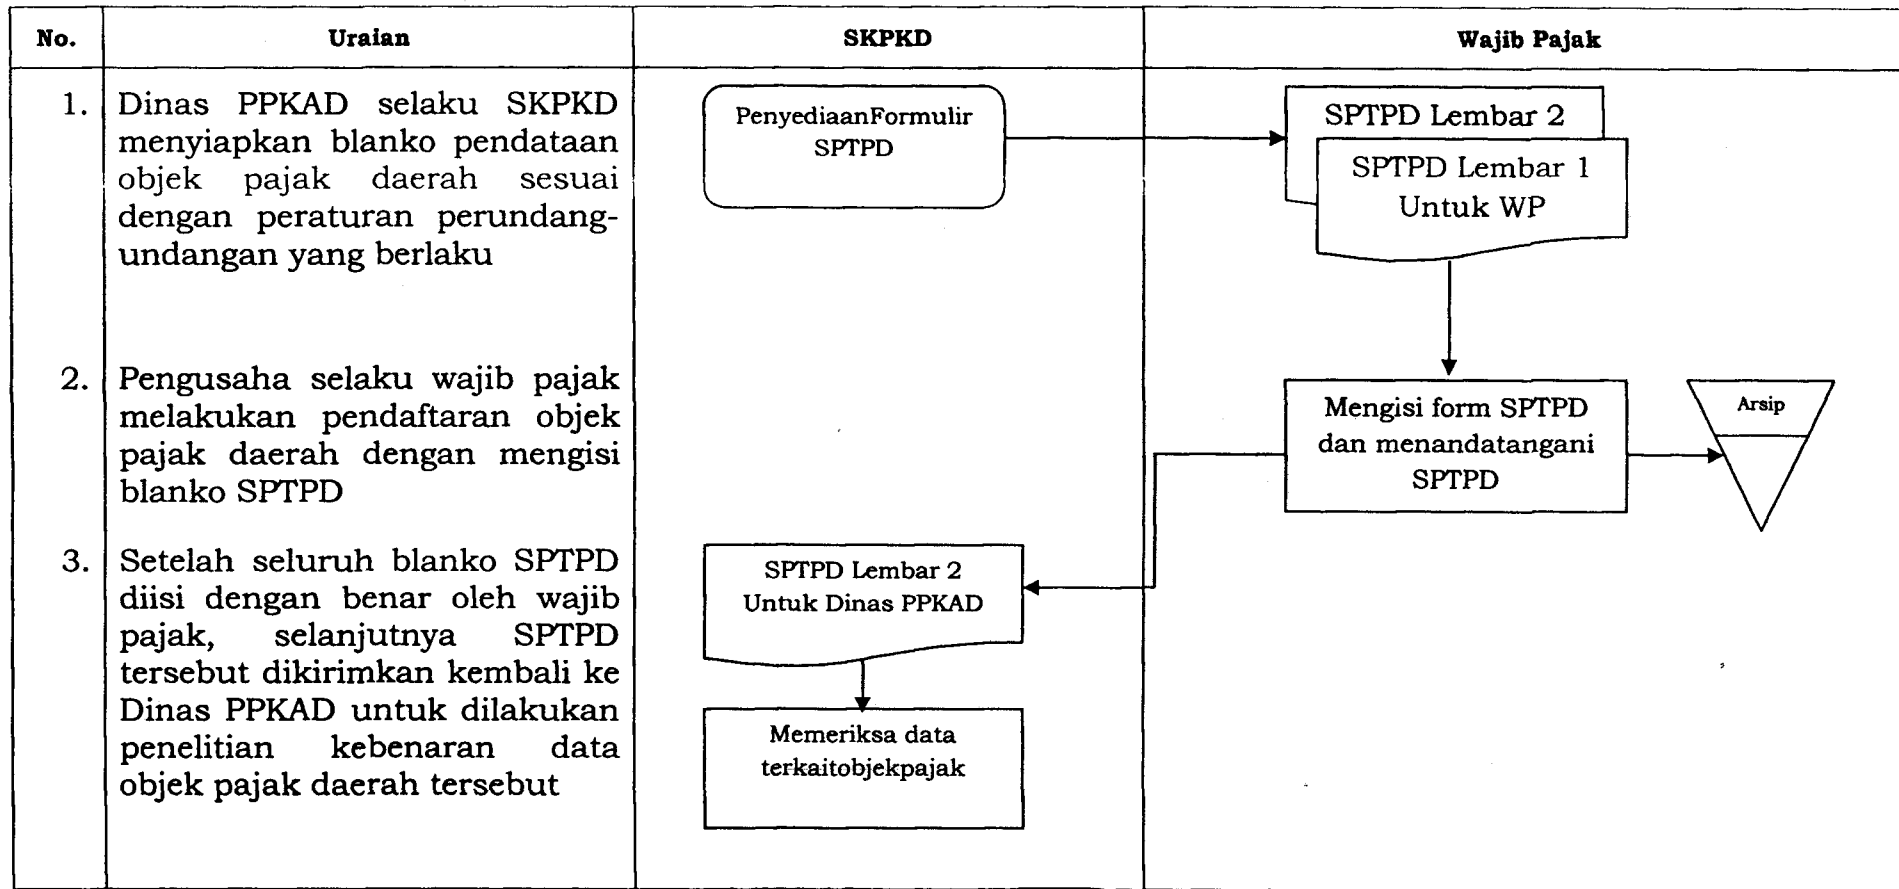 No.
Uraian
SKPKD
Wajib Pajak
1.
Dinas PPKAD selaku SKPKD
menyiapkan blanko pendataan
objek pajak daerah sesuai
dengan peraturan perundang-
undangan yang berlaku
PenyediaanFormulir
SPTPD
SPTPD Lembar 2
SPTPD Lembar 1
Untuk WP
2.
Pengusaha selaku wajib pajak
melakukan pendaftaran objek
pajak daerah dengan mengisi
blanko SPTPD
Mengisi form SPTPD
dan menandatangani
SPTPD
Arsip
3.
Setelah seluruh blanko SPTPD
diisi dengan benar oleh wajib
pajak, selanjutnya SPTPD
tersebut dikirimkan kembali ke
Dinas PPKAD untuk dilakukan
penelitian kebenaran data
objek pajak daerah tersebut
SPTPD Lembar 2
Untuk Dinas PPKAD
Memeriksa data
terkaitobjekpajak